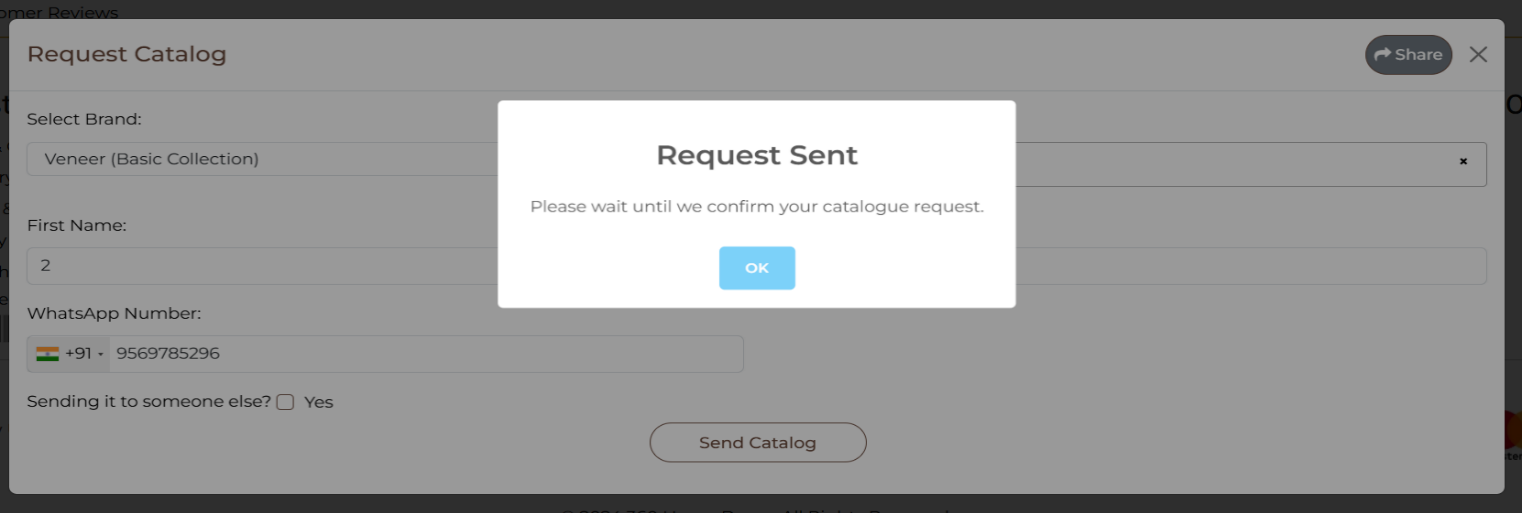 omer Reviews
Request Catalog
Share
Select Brand:
Veneer (Basic Collection)
×
Request Sent
Please wait until we confirm your catalogue request.
OK
First Name:
2
WhatsApp Number:
+91 9569785296
Sending it to someone else? Yes
Send Catalog